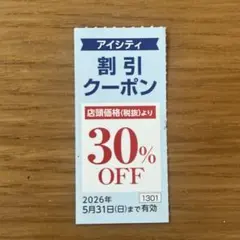 アイシティ
割引
クーポン
店頭価格(税抜)より
30%
OFF
1301
2026年
5月31日(日)まで有効